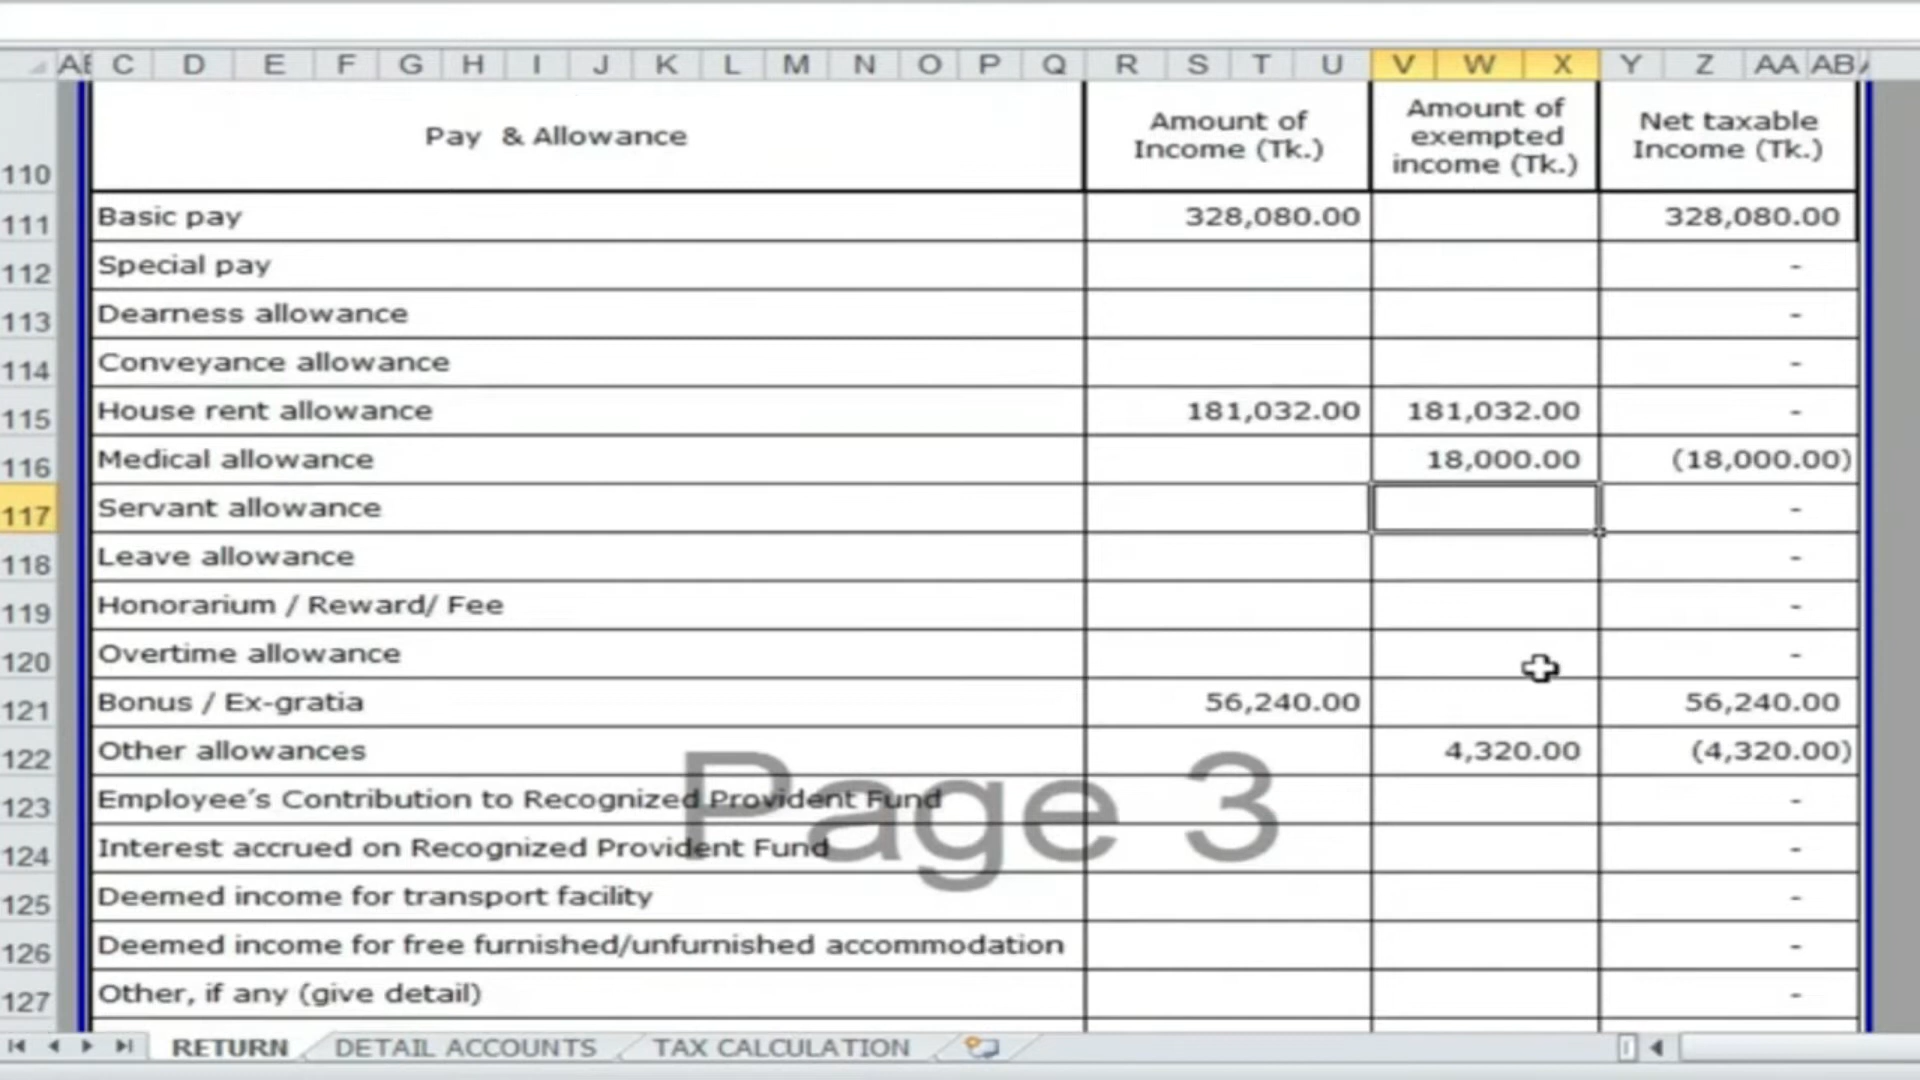 A C D E F G H I J K L M N O P Q R S T U V W X Y Z AA AB
110 Pay & Allowance Amount of Income (Tk.) Amount of exempted income (Tk.) Net taxable Income (Tk.)
111 Basic pay 328,080.00 328,080.00
112 Special pay -
113 Dearness allowance -
114 Conveyance allowance -
115 House rent allowance 181,032.00 181,032.00 -
116 Medical allowance 18,000.00 (18,000.00)
117 Servant allowance -
118 Leave allowance -
119 Honorarium / Reward/ Fee -
120 Overtime allowance -
121 Bonus / Ex-gratia 56,240.00 56,240.00
122 Other allowances 4,320.00 (4,320.00)
Page 3
123 Employee's Contribution to Recognized Provident Fund -
124 Interest accrued on Recognized Provident Fund -
125 Deemed income for transport facility -
126 Deemed income for free furnished/unfurnished accommodation -
127 Other, if any (give detail) -
RETURN DETAIL ACCOUNTS TAX CALCULATION